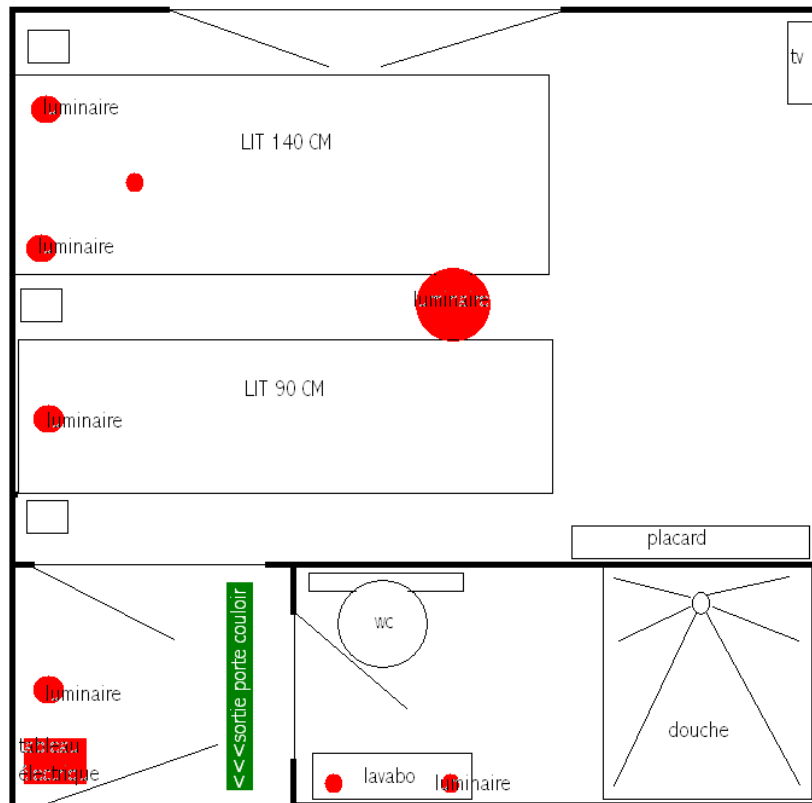 tv
luminaire
LIT 140 CM
luminaire
luminaire
LIT 90 CM
luminaire
placard
<<<sortie porte couloir
wc
luminaire
douche
tableau
électrique
lavabo
luminaire